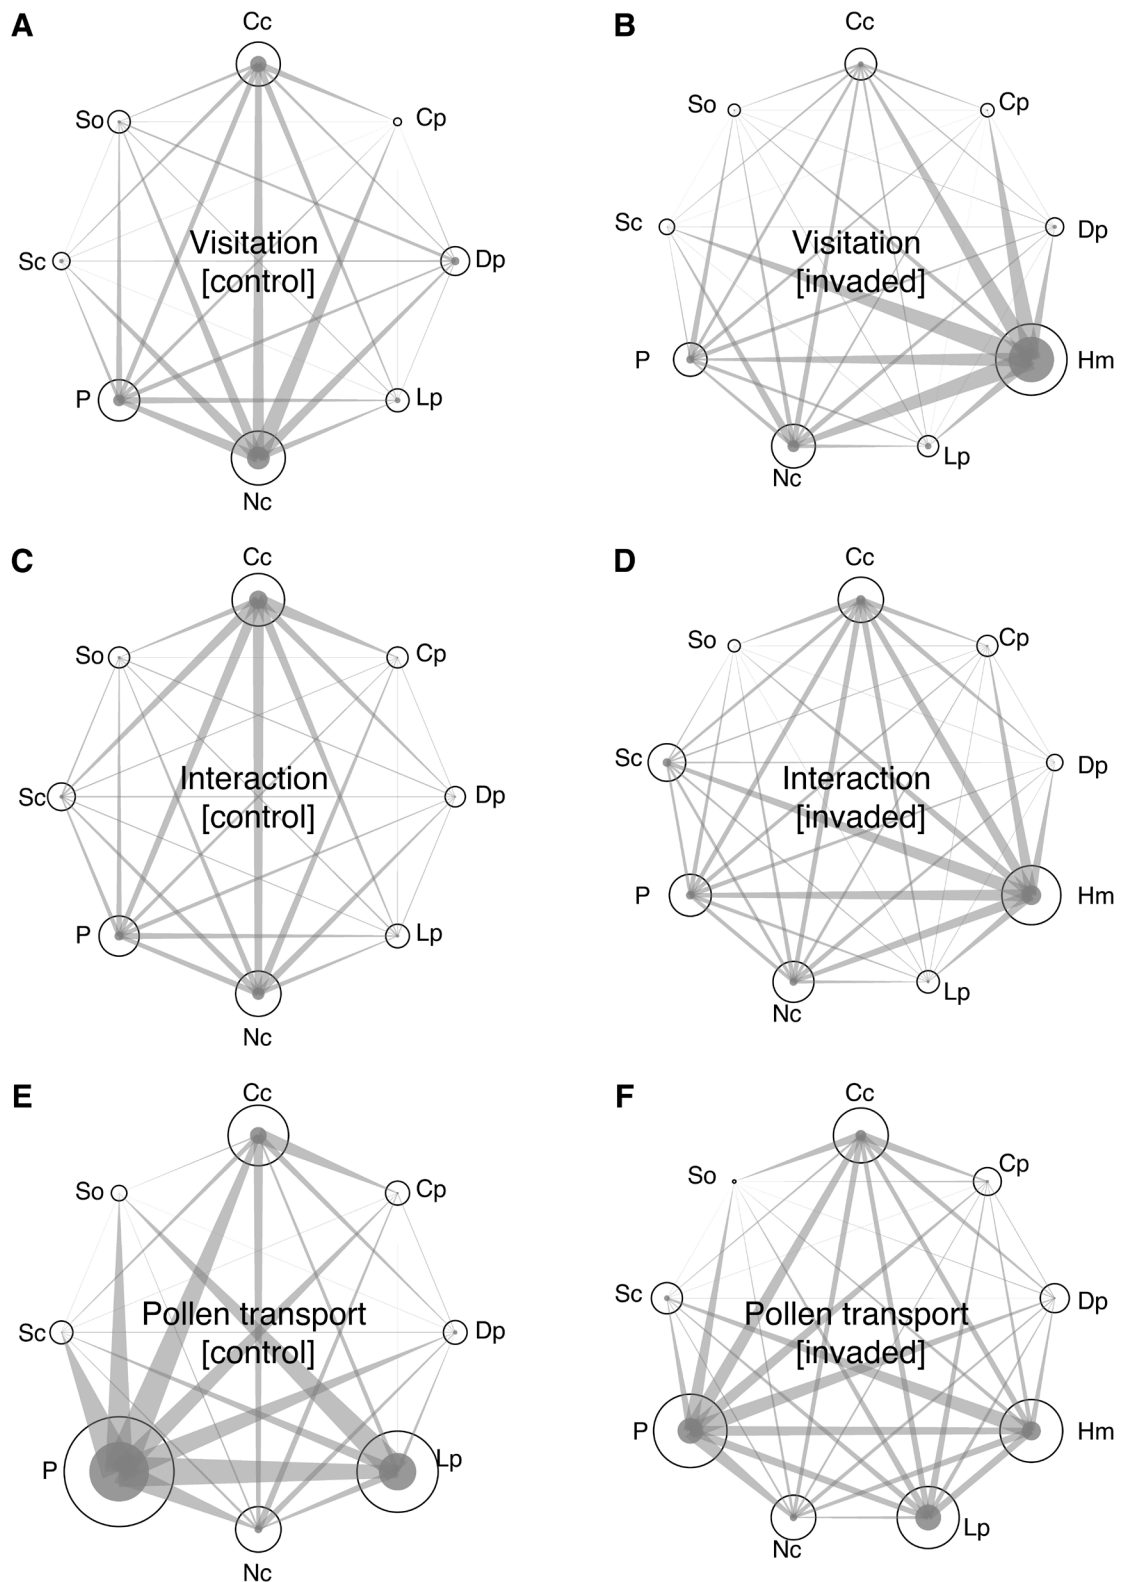 A
Cc
So
Cp
Sc
Visitation
[control]
Dp
P
Lp
Nc
B
Cc
So
Cp
Sc
Visitation
[invaded]
Dp
P
Hm
Lp
Nc
C
Cc
So
Cp
Sc
Interaction
[control]
Dp
P
Lp
Nc
D
Cc
So
Cp
Sc
Interaction
[invaded]
Dp
P
Hm
Lp
Nc
E
Cc
So
Cp
Sc
Pollen transport
[control]
Dp
P
Lp
Nc
F
Cc
So
Cp
Sc
Pollen transport
[invaded]
Dp
P
Hm
Lp
Nc